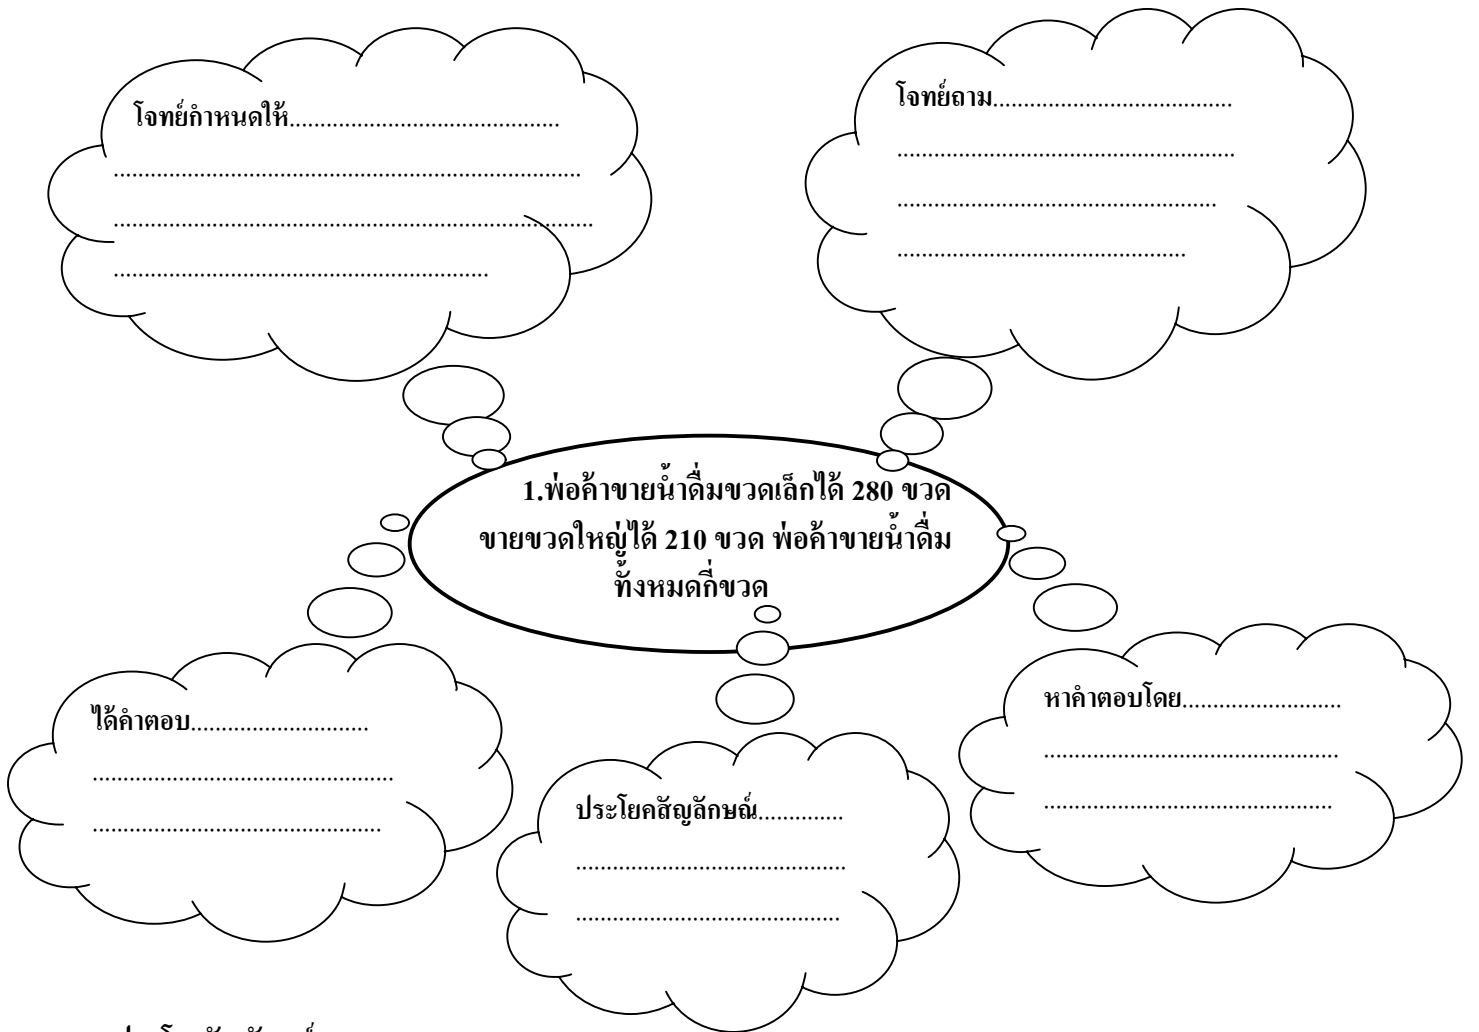 โจทย์กำหนดให้............................................
............................................................................
..............................................................................
.............................................................
โจทย์ถาม.......................................
.......................................................
....................................................
...............................................
1.พ่อค้าขายน้ำดื่มขวดเล็กได้ 280 ขวด
ขายขวดใหญ่ได้ 210 ขวด พ่อค้าขายน้ำดื่ม
ทั้งหมดกี่ขวด
ได้คำตอบ.............................
.................................................
...............................................
ประโยคสัญลักษณ์..............
............................................
...........................................
หาคำตอบโดย..........................
................................................
...............................................